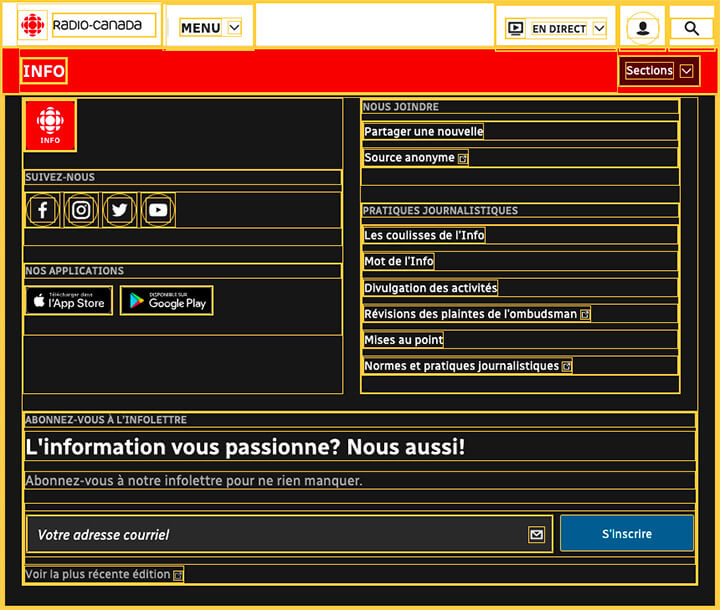 RADIO-CANADA
MENU
EN DIRECT
INFO
Sections
INFO
SUIVEZ-NOUS
NOS APPLICATIONS
Télécharger dans
l'App Store
DISPONIBLE SUR
Google Play
NOUS JOINDRE
Partager une nouvelle
Source anonyme
PRATIQUES JOURNALISTIQUES
Les coulisses de l'Info
Mot de l'Info
Divulgation des activités
Révisions des plaintes de l'ombudsman
Mises au point
Normes et pratiques journalistiques
ABONNEZ-VOUS À L'INFOLETTRE
L'information vous passionne? Nous aussi!
Abonnez-vous à notre infolettre pour ne rien manquer.
Votre adresse courriel
S'inscrire
Voir la plus récente édition